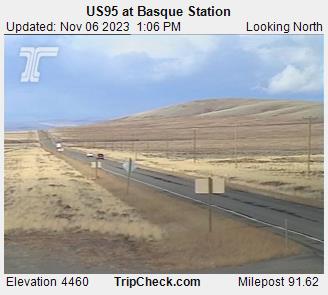 US95 at Basque Station
Updated: Nov 06 2023 1:06 PM Looking North
Elevation 4460 TripCheck.com Milepost 91.62